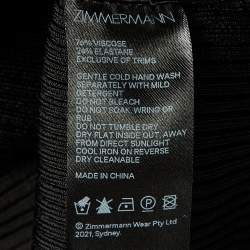 ZIMMERMANN
76% VISCOSE
24% ELASTANE
EXCLUSIVE OF TRIMS
GENTLE COLD HAND WASH
SEPARATELY WITH MILD
DETERGENT
DO NOT BLEACH
DO NOT SOAK, WRING OR
RUB
DO NOT TUMBLE DRY
DRY FLAT INSIDE OUT, AWAY
FROM DIRECT SUNLIGHT
COOL IRON ON REVERSE
DRY CLEANABLE
MADE IN CHINA
© Zimmermann Wear Pty Ltd
2021, Sydney.